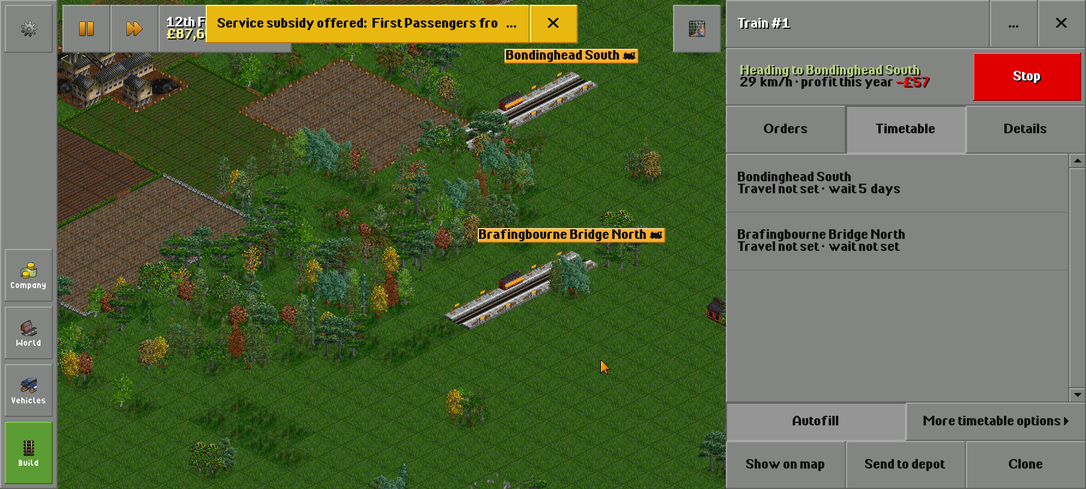 12th F
£87,6
Service subsidy offered: First Passengers fro ...
Bondinghead South
Brafingbourne Bridge North
Company
World
Vehicles
Build
Train #1
...
Heading to Bondinghead South
29 km/h · profit this year -£57
Stop
Orders
Timetable
Details
Bondinghead South
Travel not set · wait 5 days
Brafingbourne Bridge North
Travel not set · wait not set
Autofill
More timetable options
Show on map
Send to depot
Clone